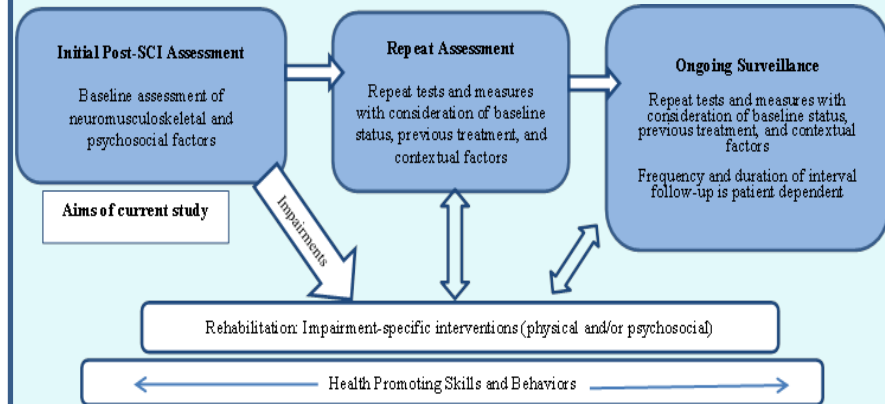 Initial Post-SCI Assessment
Baseline assessment of
neuromusculoskeletal and
psychosocial factors
Repeat Assessment
Repeat tests and measures
with consideration of baseline
status, previous treatment, and
contextual factors
Ongoing Surveillance
Repeat tests and measures with
consideration of baseline status,
previous treatment, and contextual
factors
Frequency and duration of interval
follow-up is patient dependent
Aims of current study
Impairments
Rehabilitation: Impairment-specific interventions (physical and/or psychosocial)
Health Promoting Skills and Behaviors